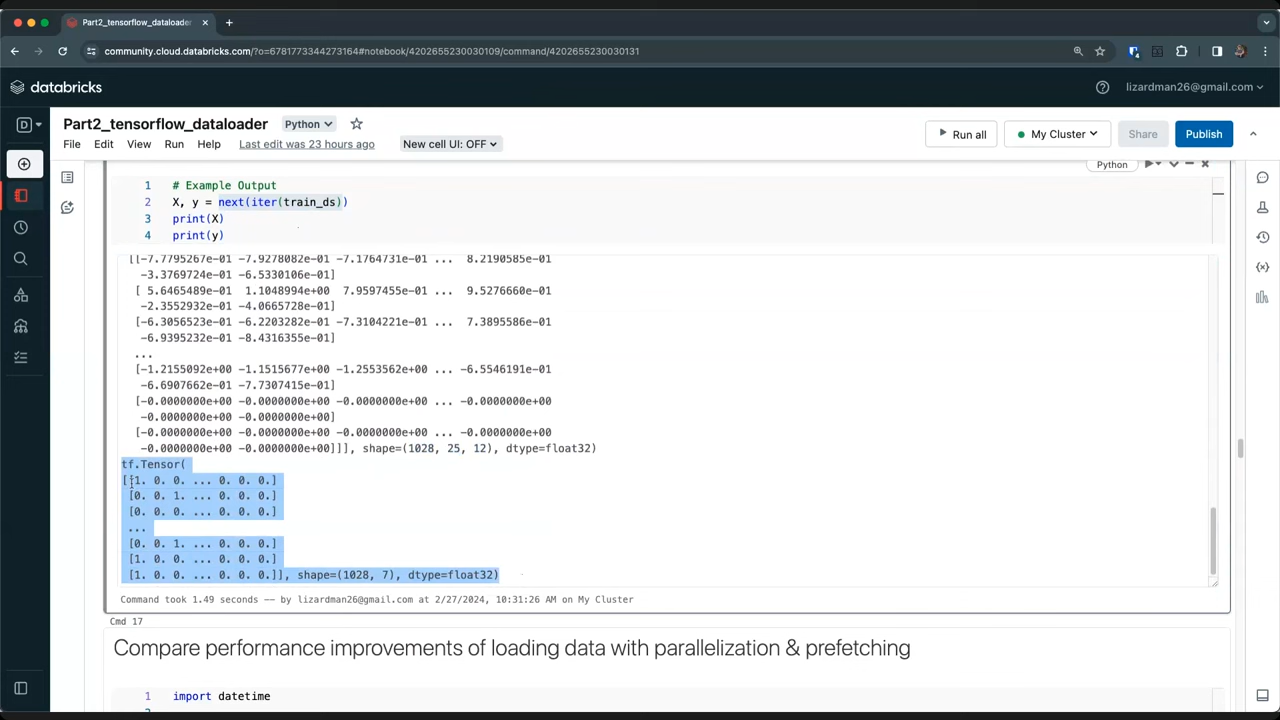 Part2_tensorflow_dataloader
community.cloud.databricks.com/?o=6781773344273164#notebook/4202655230030109/command/4202655230030131
databricks
lizardman26@gmail.com
D
Part2_tensorflow_dataloader Python
Run all My Cluster Share Publish
File Edit View Run Help Last edit was 23 hours ago New cell UI: OFF
Python
1 # Example Output
2 X, y = next(iter(train_ds))
3 print(X)
4 print(y)
[[-7.7795267e-01 -7.9278082e-01 -7.1764731e-01 ... 8.2190585e-01
-3.3769724e-01 -6.5330106e-01]
[ 5.6465489e-01 1.1048994e+00 7.9597455e-01 ... 9.5276660e-01
-2.3552932e-01 -4.0665728e-01]
[-6.3056523e-01 -6.2203282e-01 -7.3104221e-01 ... 7.3895586e-01
-6.9395232e-01 -8.4316355e-01]
...
[-1.2155092e+00 -1.1515677e+00 -1.2553562e+00 ... -6.5546191e-01
-6.6907662e-01 -7.7307415e-01]
[-0.0000000e+00 -0.0000000e+00 -0.0000000e+00 ... -0.0000000e+00
-0.0000000e+00 -0.0000000e+00]
[-0.0000000e+00 -0.0000000e+00 -0.0000000e+00 ... -0.0000000e+00
-0.0000000e+00 -0.0000000e+00]]], shape=(1028, 25, 12), dtype=float32)
tf.Tensor(
[[1. 0. 0. ... 0. 0. 0.]
[0. 0. 1. ... 0. 0. 0.]
[0. 0. 0. ... 0. 0. 0.]
...
[0. 0. 1. ... 0. 0. 0.]
[1. 0. 0. ... 0. 0. 0.]
[1. 0. 0. ... 0. 0. 0.]], shape=(1028, 7), dtype=float32)
Command took 1.49 seconds -- by lizardman26@gmail.com at 2/27/2024, 10:31:26 AM on My Cluster
Cmd 17
Compare performance improvements of loading data with parallelization & prefetching
1 import datetime